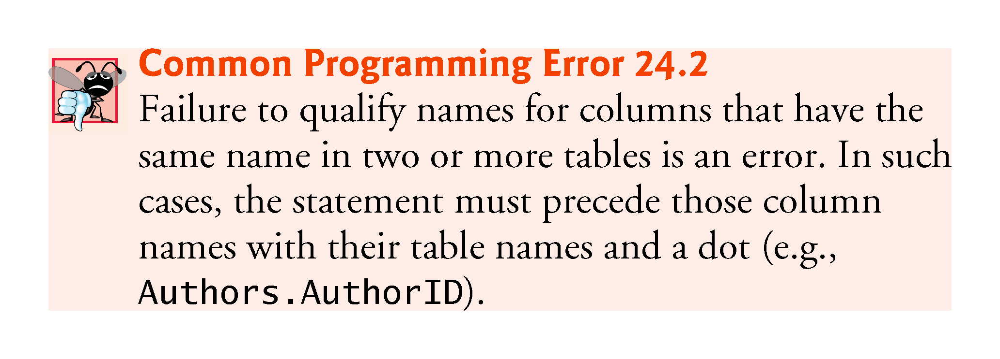 Common Programming Error 24.2
Failure to qualify names for columns that have the
same name in two or more tables is an error. In such
cases, the statement must precede those column
names with their table names and a dot (e.g.,
Authors.AuthorID).